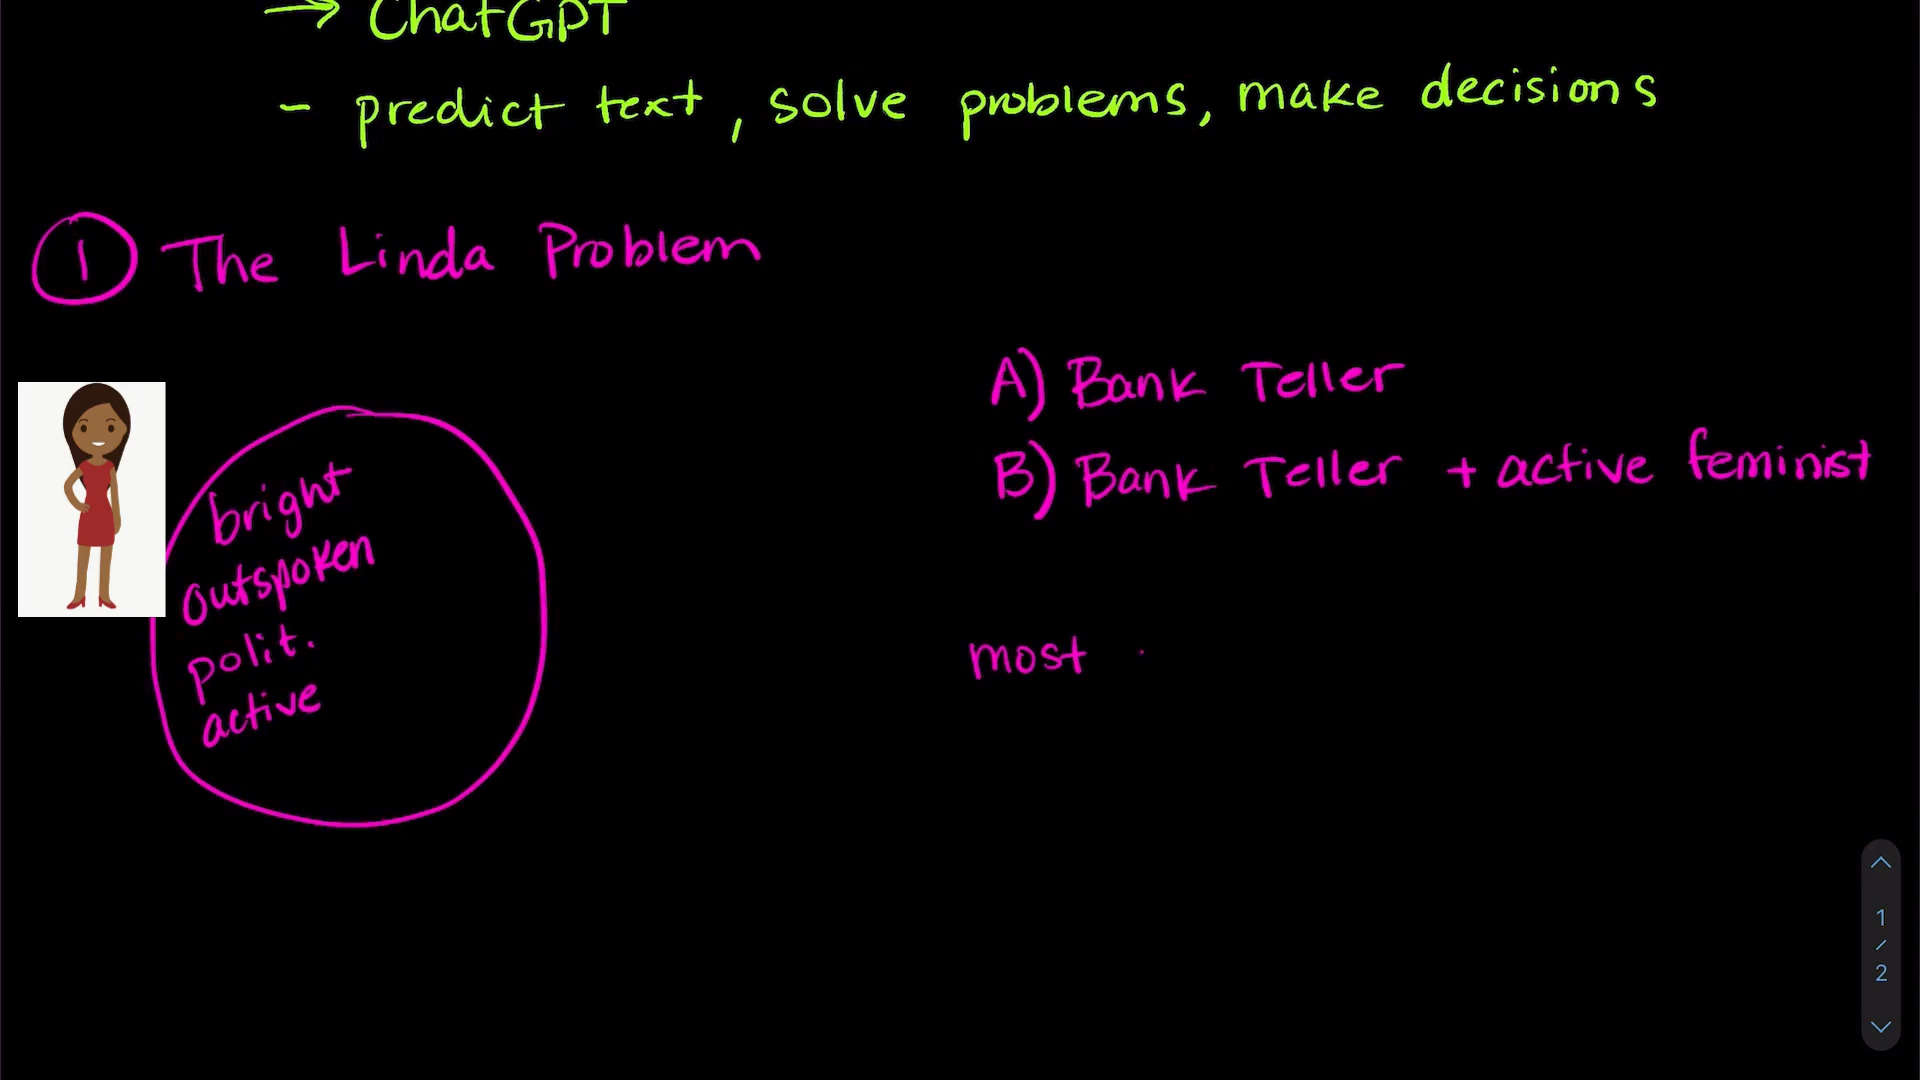 → ChatGPT
- predict text, solve problems, make decisions
1 The Linda Problem
A) Bank Teller
B) Bank Teller + active feminist
bright
outspoken
polit.
active
most
1
/
2